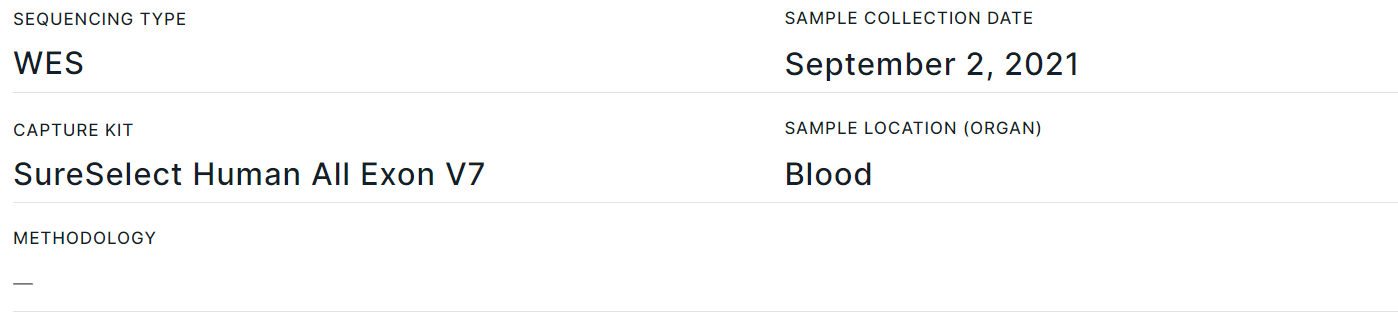 SEQUENCING TYPE
WES
SAMPLE COLLECTION DATE
September 2, 2021
CAPTURE KIT
SureSelect Human All Exon V7
SAMPLE LOCATION (ORGAN)
Blood
METHODOLOGY
—